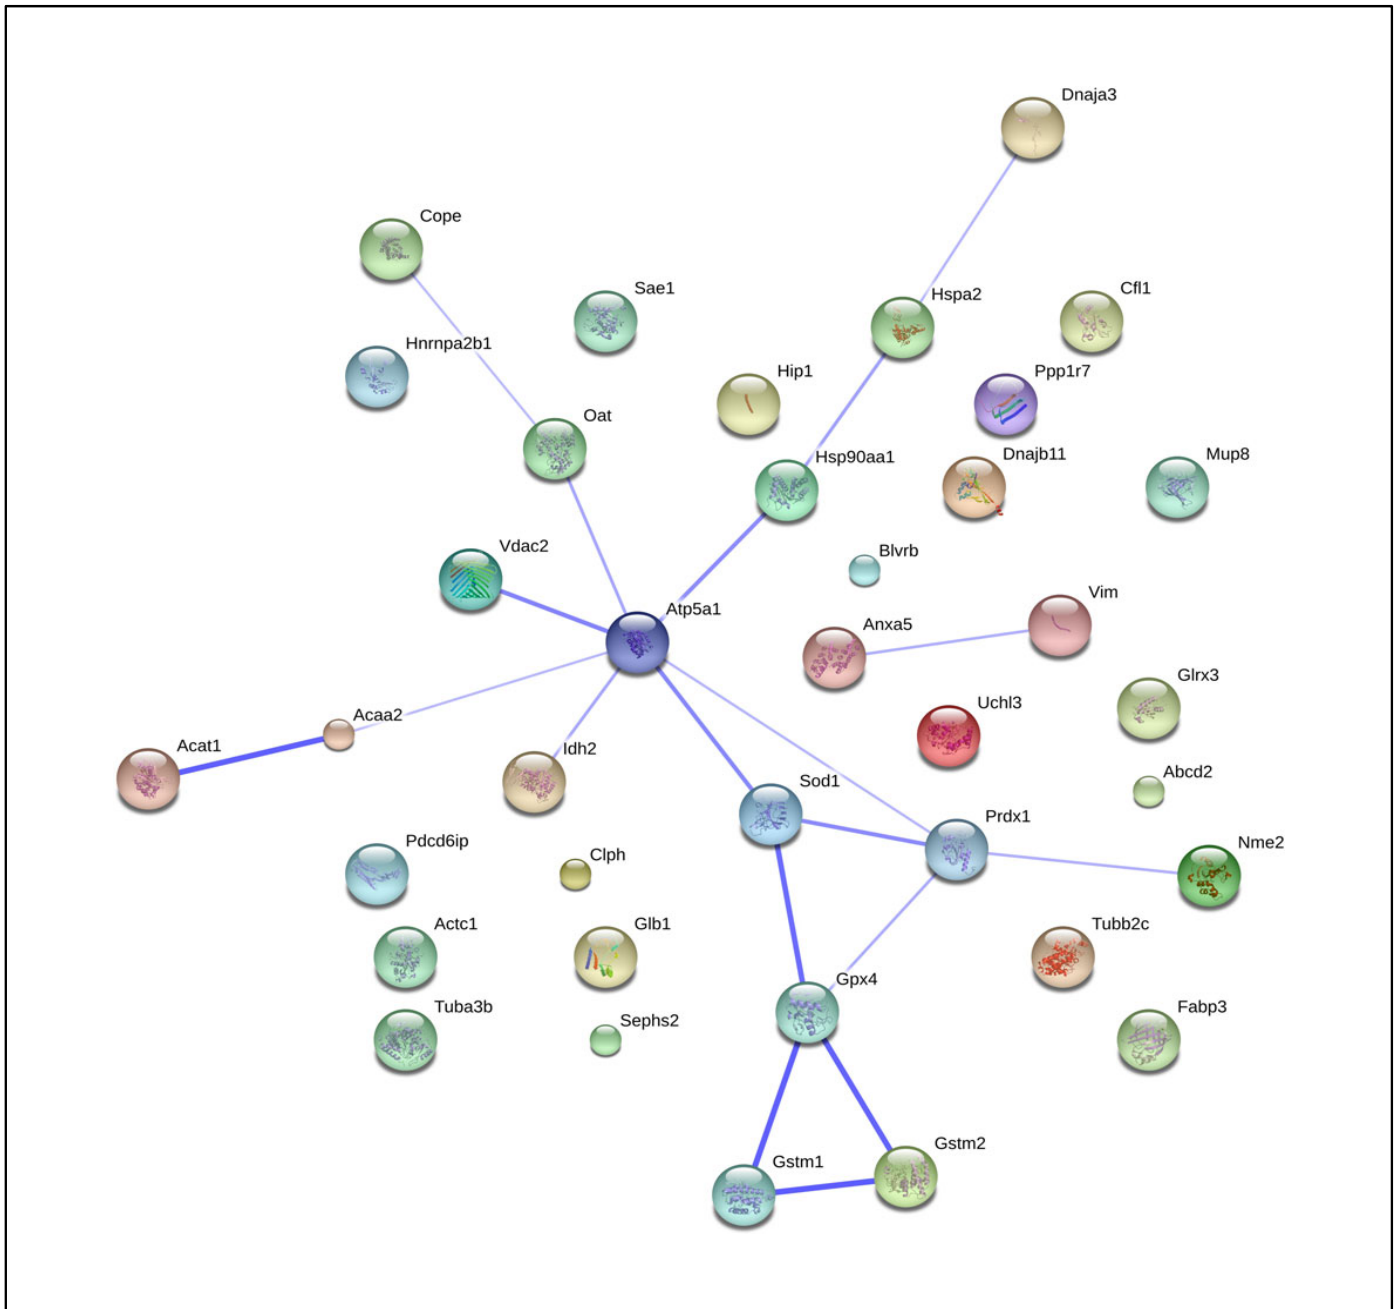 Dnaja3
Cope
Sae1
Hspa2
Cfl1
Hnrnpa2b1
Hip1
Ppp1r7
Oat
Hsp90aa1
Dnajb11
Mup8
Vdac2
Blvrb
Atp5a1
Anxa5
Vim
Glrx3
Uchl3
Acaa2
Acat1
Idh2
Abcd2
Sod1
Prdx1
Pdcd6ip
Clph
Nme2
Actc1
Glb1
Tubb2c
Gpx4
Tuba3b
Sephs2
Fabp3
Gstm2
Gstm1